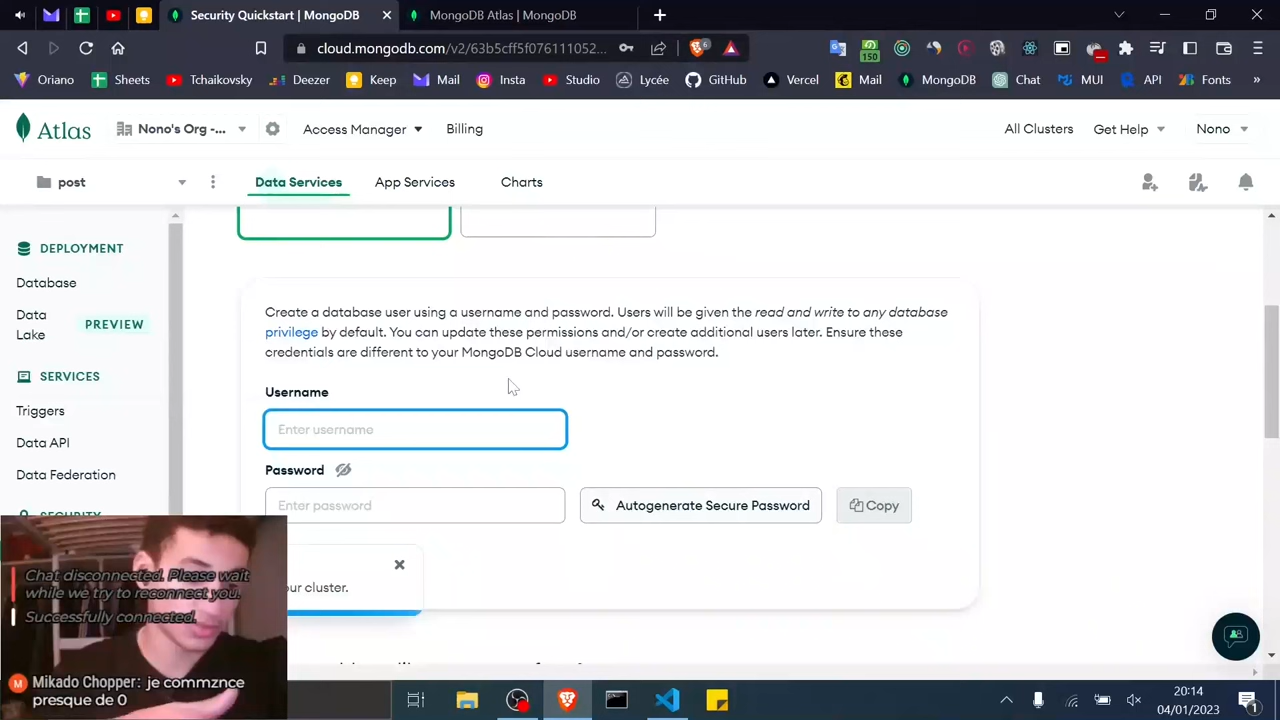 Security Quickstart | MongoDB
MongoDB Atlas | MongoDB
cloud.mongodb.com/v2/63b5cff5f076111052...
6
150
Oriano
Sheets
Tchaikovsky
Deezer
Keep
Mail
Insta
Studio
Lycée
GitHub
Vercel
Mail
MongoDB
Chat
MUI
API
Fonts
»
Atlas
Nono's Org -...
Access Manager
Billing
All Clusters
Get Help
Nono
post
Data Services
App Services
Charts
DEPLOYMENT
Database
Data
Lake
PREVIEW
SERVICES
Triggers
Data API
Data Federation
SECURITY
Create a database user using a username and password. Users will be given the read and write to any database
privilege by default. You can update these permissions and/or create additional users later. Ensure these
credentials are different to your MongoDB Cloud username and password.
Username
Enter username
Password
Enter password
Autogenerate Secure Password
Copy
our cluster.
Chat disconnected. Please wait
while we try to reconnect you.
Successfully connected.
M Mikado Chopper: je commznce
presque de 0
20:14
04/01/2023
1